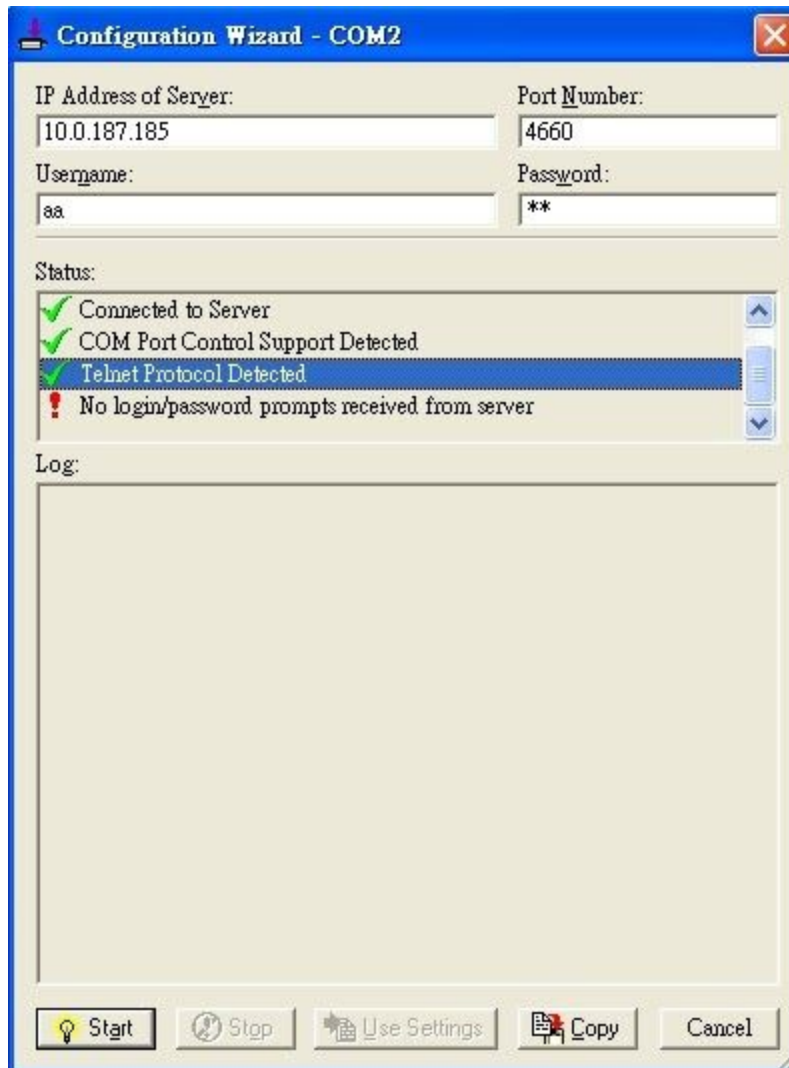 Configuration Wizard - COM2
IP Address of Server: Port Number:
10.0.187.185 4660
Username: Password:
aa **
Status:
Connected to Server
COM Port Control Support Detected
Telnet Protocol Detected
No login/password prompts received from server
Log:
Start Stop Use Settings Copy Cancel